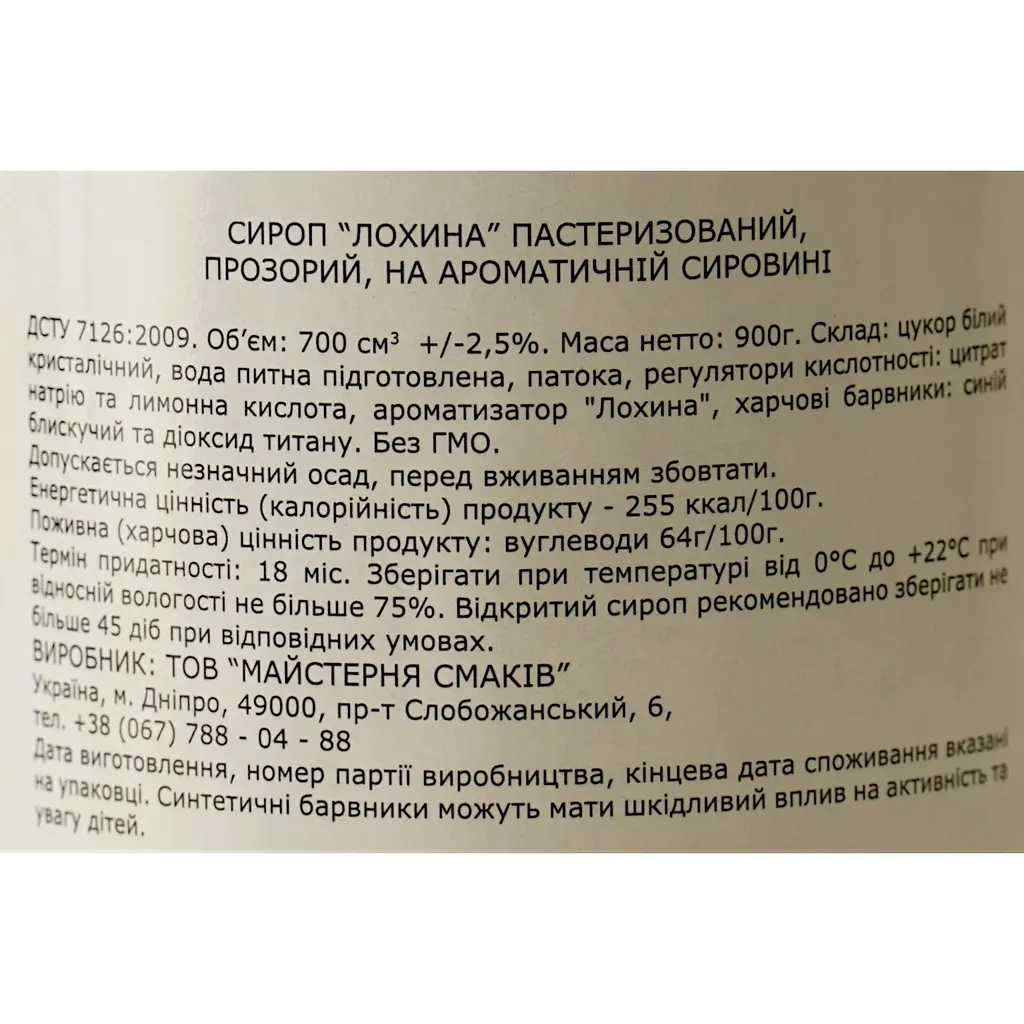 СИРОП “ЛОХИНА” ПАСТЕРИЗОВАНИЙ,
ПРОЗОРИЙ, НА АРОМАТИЧНІЙ СИРОВИНІ
ДСТУ 7126:2009. Об’єм: 700 см³ +/-2,5%. Маса нетто: 900г. Склад: цукор білий
кристалічний, вода питна підготовлена, патока, регулятори кислотності: цитрат
натрію та лимонна кислота, ароматизатор "Лохина", харчові барвники: синій
блискучий та діоксид титану. Без ГМО.
Допускається незначний осад, перед вживанням збовтати.
Енергетична цінність (калорійність) продукту - 255 ккал/100г.
Поживна (харчова) цінність продукту: вуглеводи 64г/100г.
Термін придатності: 18 міс. Зберігати при температурі від 0°С до +22°С при
відносній вологості не більше 75%. Відкритий сироп рекомендовано зберігати не
більше 45 діб при відповідних умовах.
ВИРОБНИК: ТОВ “МАЙСТЕРНЯ СМАКІВ”
Україна, м. Дніпро, 49000, пр-т Слобожанський, 6,
тел. +38 (067) 788 - 04 - 88
Дата виготовлення, номер партії виробництва, кінцева дата споживання вказані
на упаковці. Синтетичні барвники можуть мати шкідливий вплив на активність та
увагу дітей.